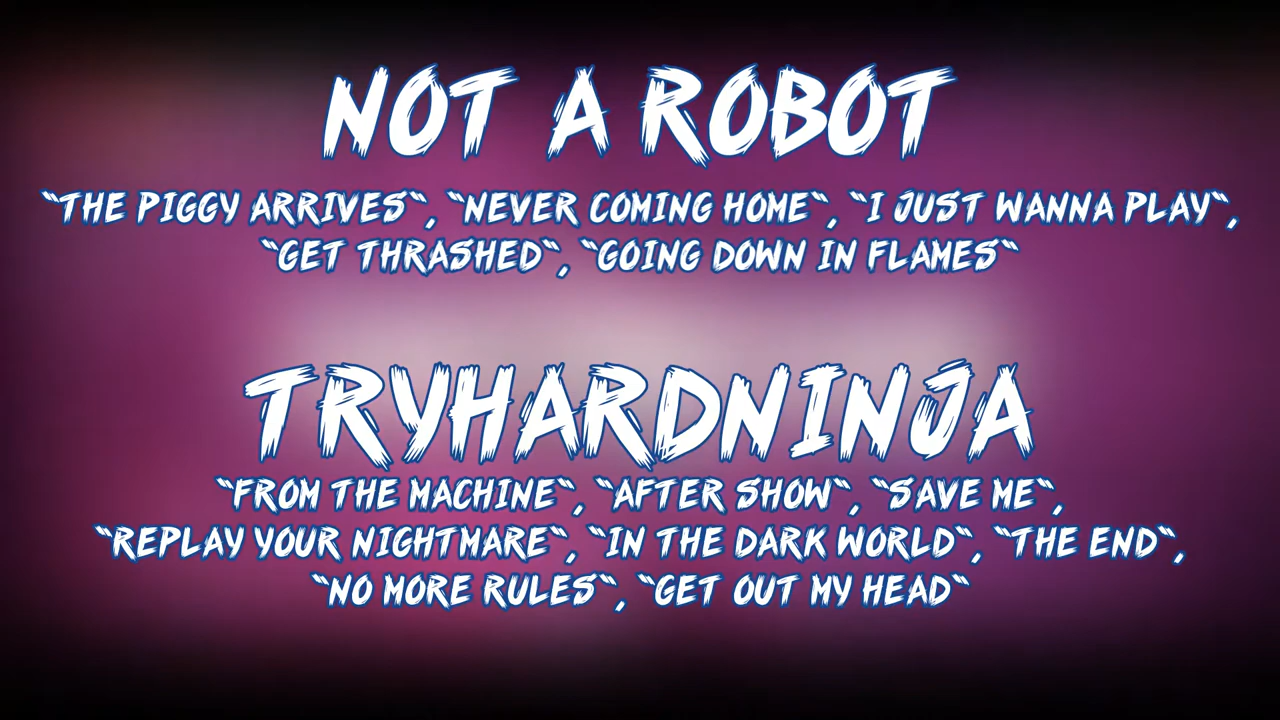 NOT A ROBOT
"THE PIGGY ARRIVES", "NEVER COMING HOME", "I JUST WANNA PLAY",
"GET THRASHED", "GOING DOWN IN FLAMES"
TRYHARDNINJA
"FROM THE MACHINE", "AFTER SHOW", "SAVE ME",
"REPLAY YOUR NIGHTMARE", "IN THE DARK WORLD", "THE END",
"NO MORE RULES", "GET OUT MY HEAD"